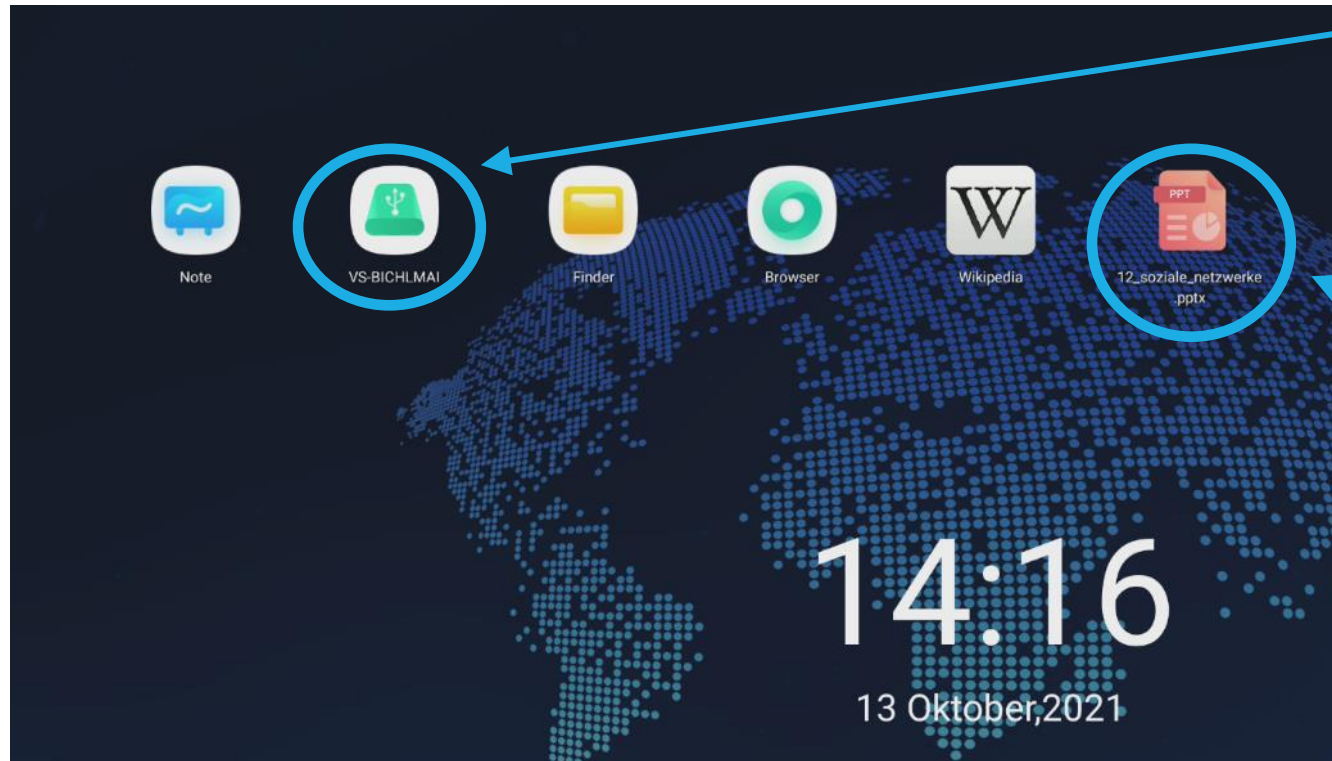 Note
VS-BICHLMAI
Finder
Browser
W
Wikipedia
PPT
12_soziale_netzwerke
.pptx
14:16
13 Oktober,2021